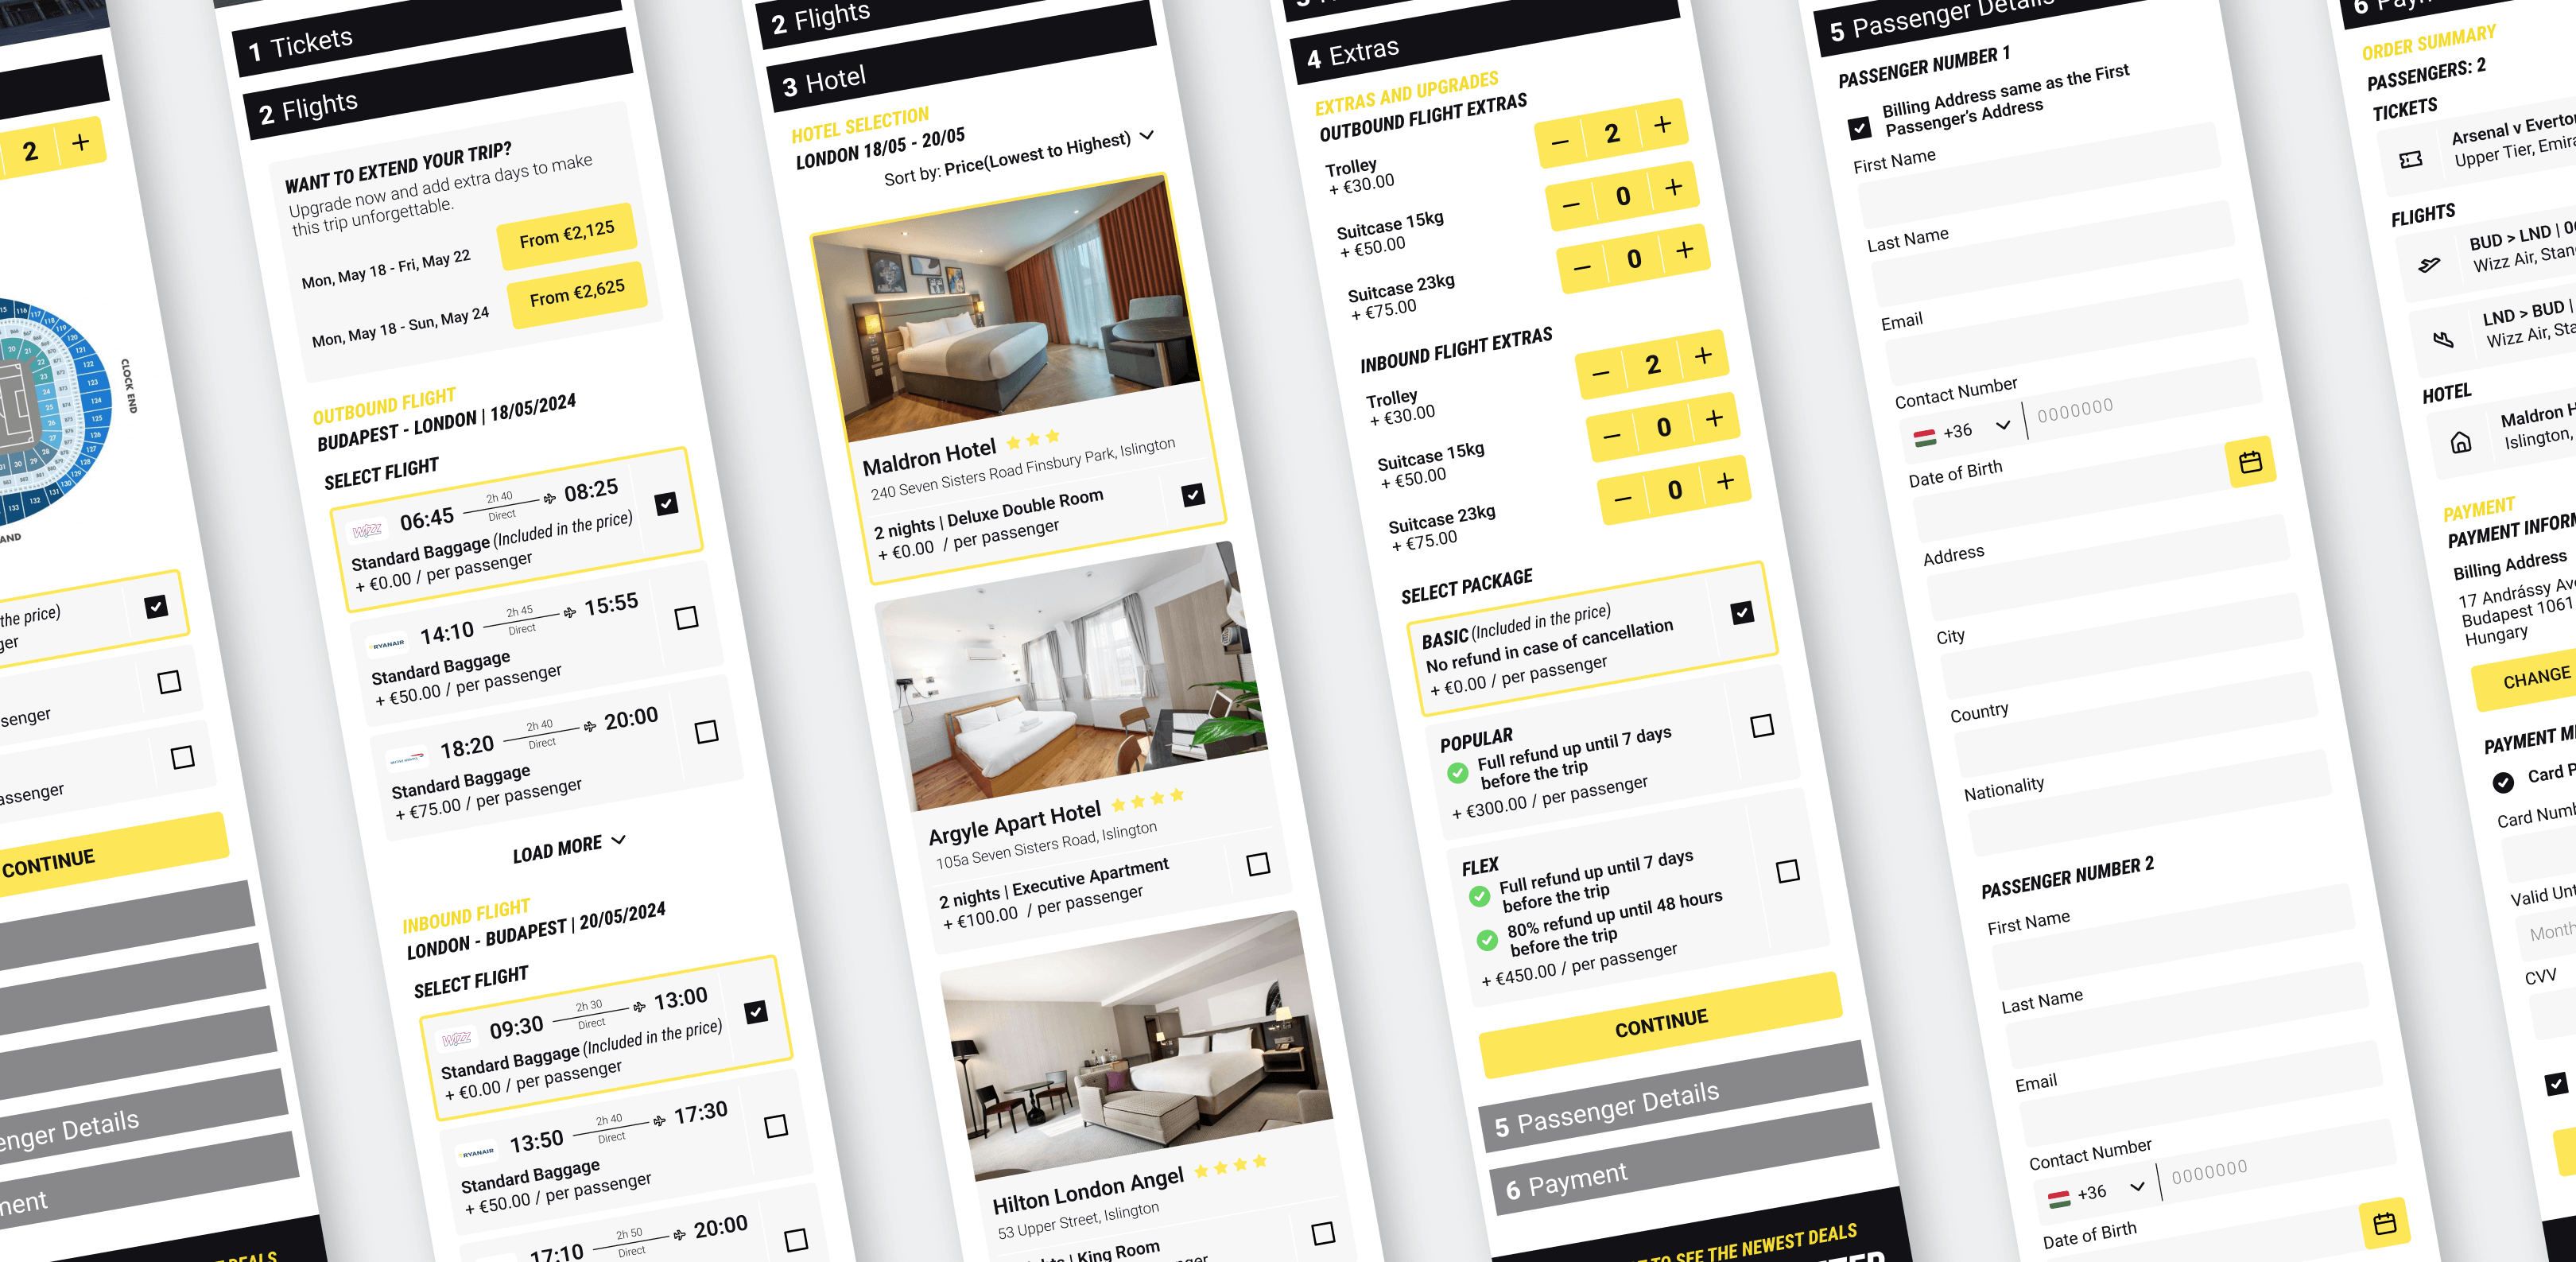 2
+
CLOCK END
the price)
CONTINUE
Passenger Details
1 Tickets
2 Flights
WANT TO EXTEND YOUR TRIP?
Upgrade now and add extra days to make
this trip unforgettable.
Mon, May 18 - Fri, May 22
From €2,125
Mon, May 18 - Sun, May 24
From €2,625
OUTBOUND FLIGHT
BUDAPEST - LONDON | 18/05/2024
SELECT FLIGHT
WIZZ 06:45 2h 40 Direct 08:25
Standard Baggage (Included in the price)
+ €0.00 / per passenger
RYANAIR 14:10 2h 45 Direct 15:55
Standard Baggage
+ €50.00 / per passenger
18:20 2h 40 Direct 20:00
Standard Baggage
+ €75.00 / per passenger
LOAD MORE
INBOUND FLIGHT
LONDON - BUDAPEST | 20/05/2024
SELECT FLIGHT
WIZZ 09:30 2h 30 Direct 13:00
Standard Baggage (Included in the price)
+ €0.00 / per passenger
RYANAIR 13:50 2h 40 Direct 17:30
Standard Baggage
+ €50.00 / per passenger
17:10 2h 50 Direct 20:00
2 Flights
3 Hotel
HOTEL SELECTION
LONDON 18/05 - 20/05
Sort by: Price(Lowest to Highest)
Maldron Hotel
240 Seven Sisters Road Finsbury Park, Islington
2 nights | Deluxe Double Room
+ €0.00 / per passenger
Argyle Apart Hotel
105a Seven Sisters Road, Islington
2 nights | Executive Apartment
+ €100.00 / per passenger
Hilton London Angel
53 Upper Street, Islington
| King Room
4 Extras
EXTRAS AND UPGRADES
OUTBOUND FLIGHT EXTRAS
Trolley
+ €30.00
− 2 +
Suitcase 15kg
+ €50.00
− 0 +
Suitcase 23kg
+ €75.00
− 0 +
INBOUND FLIGHT EXTRAS
Trolley
+ €30.00
− 2 +
Suitcase 15kg
+ €50.00
− 0 +
Suitcase 23kg
+ €75.00
− 0 +
SELECT PACKAGE
BASIC (Included in the price)
No refund in case of cancellation
+ €0.00 / per passenger
POPULAR
Full refund up until 7 days
before the trip
+ €300.00 / per passenger
FLEX
Full refund up until 7 days
before the trip
80% refund up until 48 hours
before the trip
+ €450.00 / per passenger
CONTINUE
5 Passenger Details
6 Payment
TO SEE THE NEWEST DEALS
5 Passenger Details
PASSENGER NUMBER 1
Billing Address same as the First
Passenger's Address
First Name
Last Name
Email
Contact Number
+36 0000000
Date of Birth
Address
City
Country
Nationality
PASSENGER NUMBER 2
First Name
Last Name
Email
Contact Number
+36 0000000
Date of Birth
6
ORDER SUMMARY
PASSENGERS: 2
TICKETS
Arsenal v Everton
Upper Tier,
FLIGHTS
BUD > LND |
Wizz Air,
LND > BUD |
Wizz Air,
HOTEL
Maldron
Islington,
PAYMENT
PAYMENT
Billing Address
17 Andrássy
Budapest 1061
Hungary
CHANGE
PAYMENT
Card
Card
Valid
Month
CVV